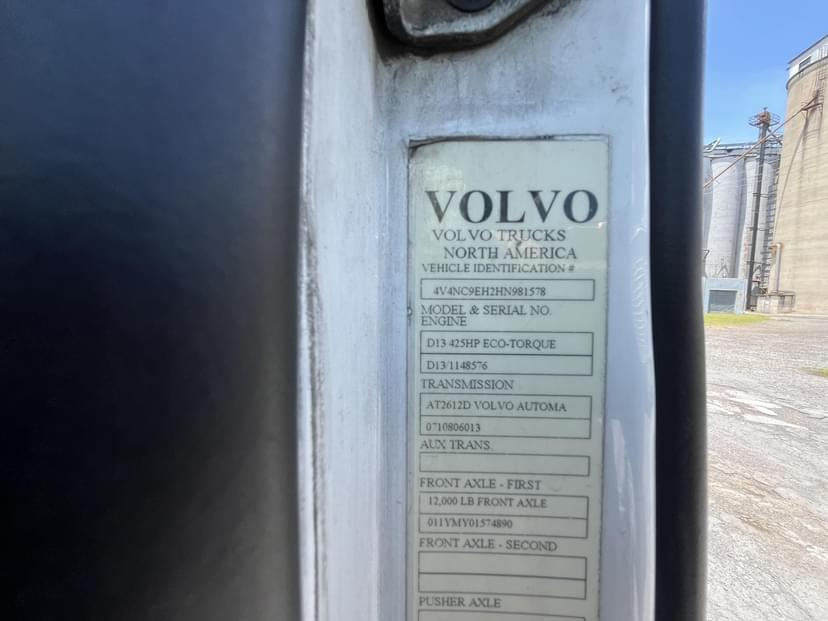 VOLVO
VOLVO TRUCKS
NORTH AMERICA
VEHICLE IDENTIFICATION #
4V4NC9EH2HN981578
MODEL & SERIAL NO.
ENGINE
D13 425HP ECO-TORQUE
D13/1148576
TRANSMISSION
AT2612D VOLVO AUTOMA
0710806013
AUX TRANS.
FRONT AXLE - FIRST
12,000 LB FRONT AXLE
011YMY01574890
FRONT AXLE - SECOND
PUSHER AXLE